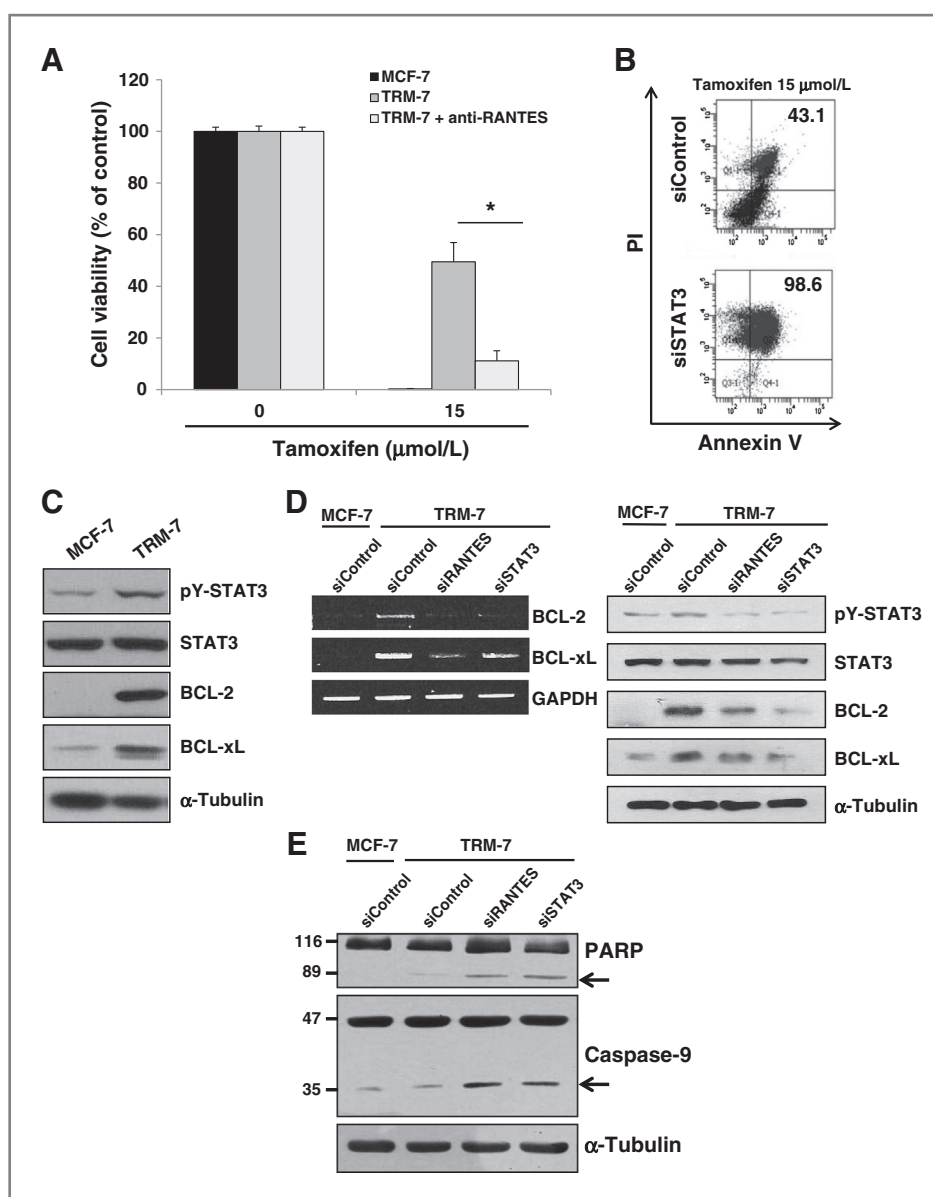 A
120
100
80
60
40
20
0
Cell viability (% of control)
MCF-7
TRM-7
TRM-7 + anti-RANTES
*
0
15
Tamoxifen (µmol/L)
B
Tamoxifen 15 µmol/L
siControl
43.1
siSTAT3
98.6
Q3-1
Q4-1
PI
Annexin V
C
MCF-7
TRM-7
pY-STAT3
STAT3
BCL-2
BCL-xL
α-Tubulin
D
MCF-7
TRM-7
siControl
siControl
siRANTES
siSTAT3
BCL-2
BCL-xL
GAPDH
MCF-7
TRM-7
siControl
siControl
siRANTES
siSTAT3
pY-STAT3
STAT3
BCL-2
BCL-xL
α-Tubulin
E
MCF-7
TRM-7
siControl
siControl
siRANTES
siSTAT3
116
89
PARP
47
35
Caspase-9
α-Tubulin